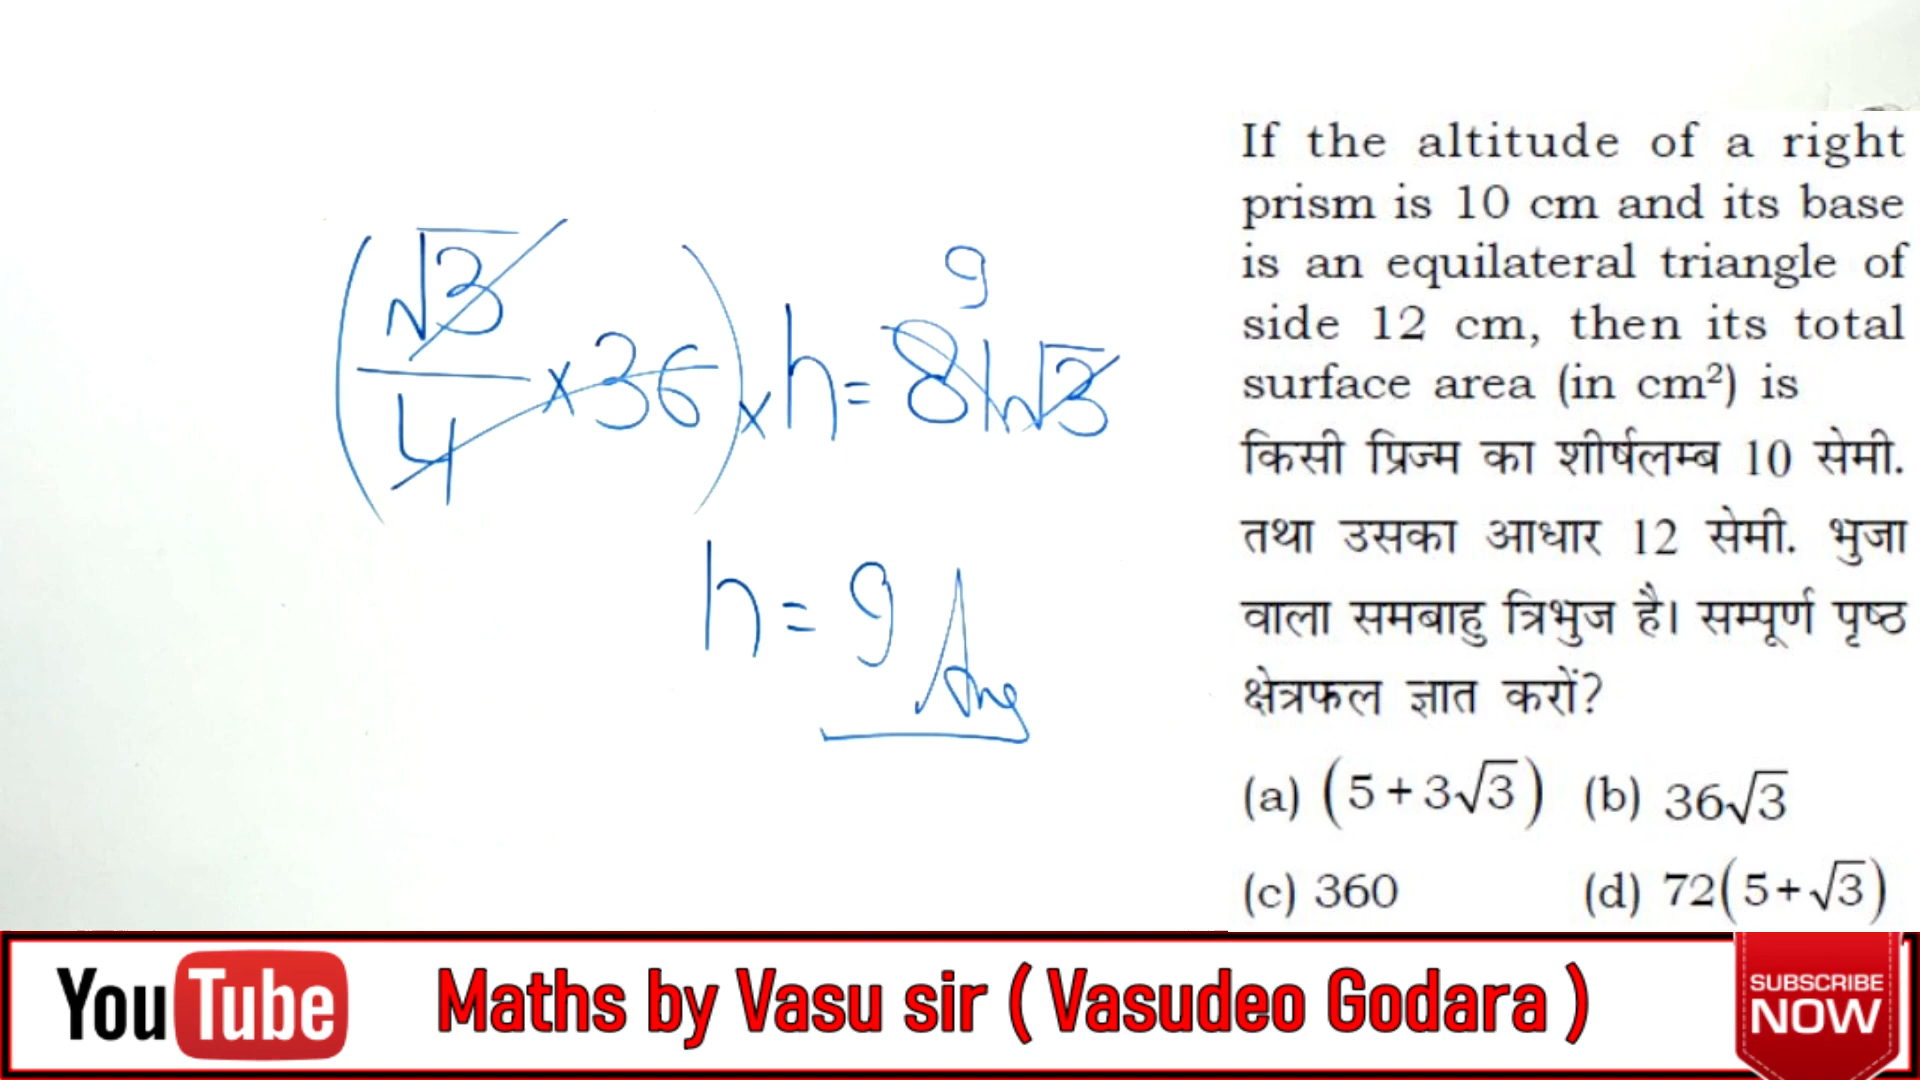 (√3/4 × 36) × h = 81√3
9
h = 9 Ans
If the altitude of a right
prism is 10 cm and its base
is an equilateral triangle of
side 12 cm, then its total
surface area (in cm²) is
किसी प्रिज्म का शीर्षलम्ब 10 सेमी.
तथा उसका आधार 12 सेमी. भुजा
वाला समबाहु त्रिभुज है। सम्पूर्ण पृष्ठ
क्षेत्रफल ज्ञात करों?
(a) (5+3√3) (b) 36√3
(c) 360 (d) 72(5+√3)
YouTube
Maths by Vasu sir ( Vasudeo Godara )
SUBSCRIBE
NOW